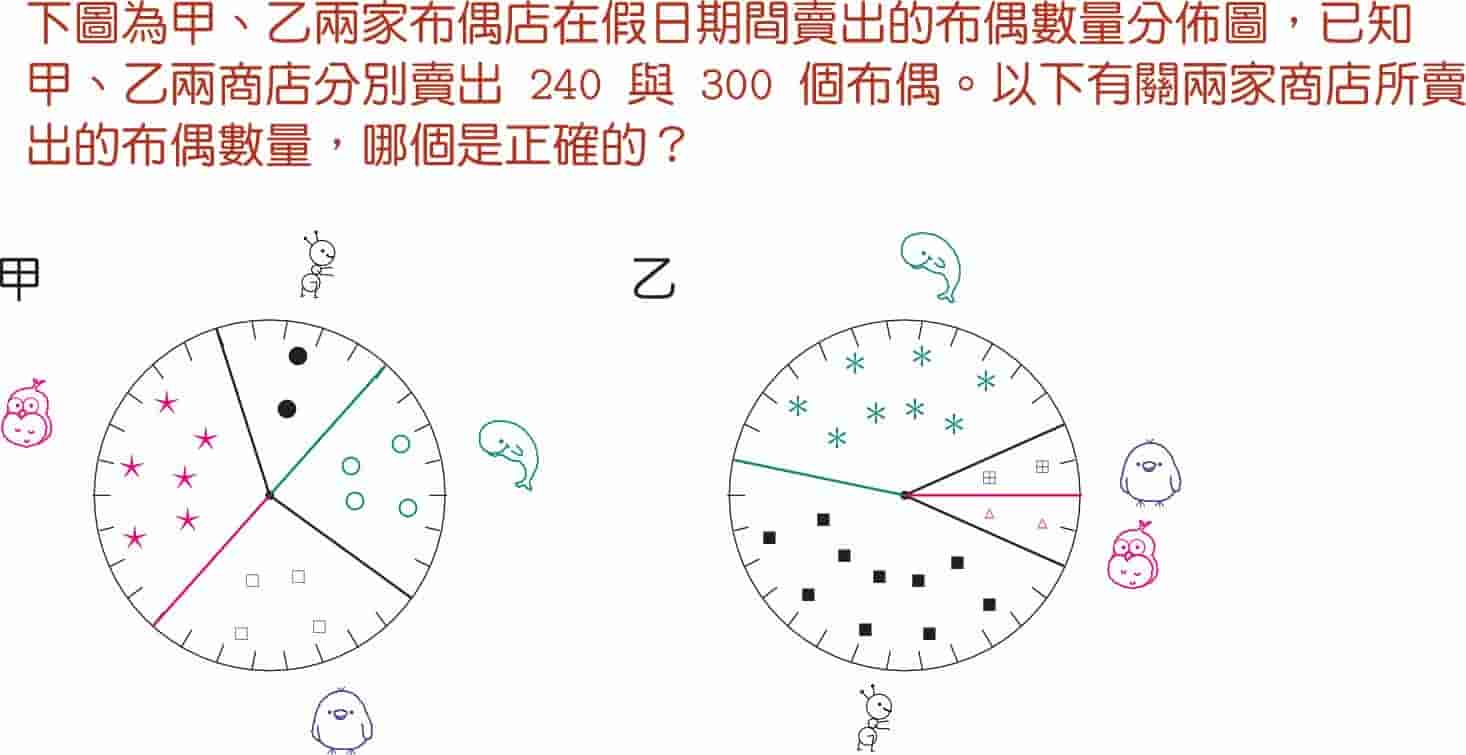 下圖為甲、乙兩家布偶店在假日期間賣出的布偶數量分佈圖，已知
甲、乙兩商店分別賣出 240 與 300 個布偶。以下有關兩家商店所賣
出的布偶數量，哪個是正確的？
甲
乙